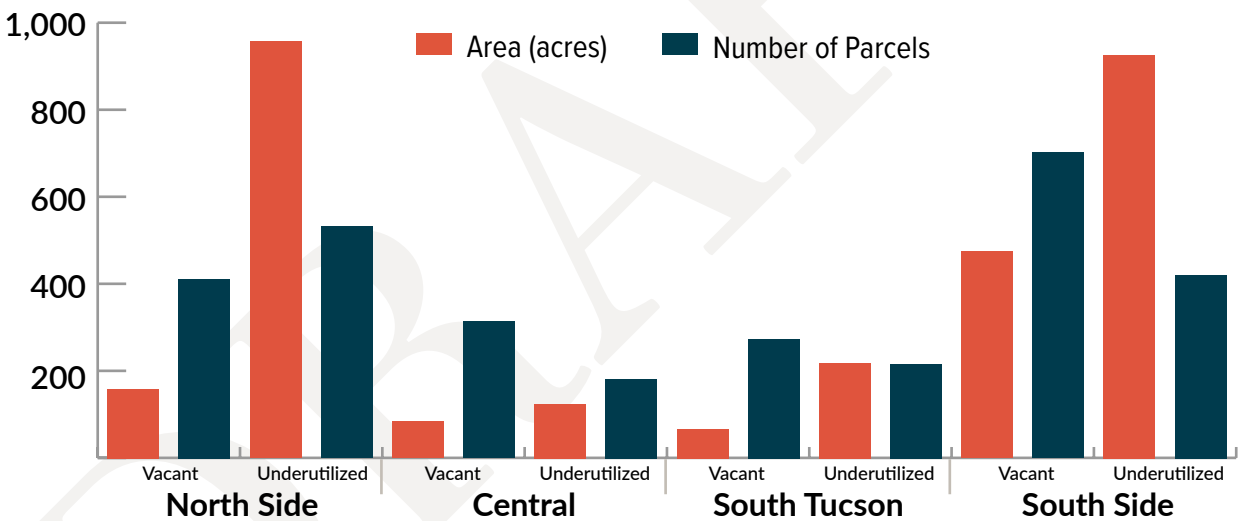 1,000
Area (acres)
Number of Parcels
800
600
400
200
Vacant Underutilized Vacant Underutilized Vacant Underutilized Vacant Underutilized
North Side Central South Tucson South Side